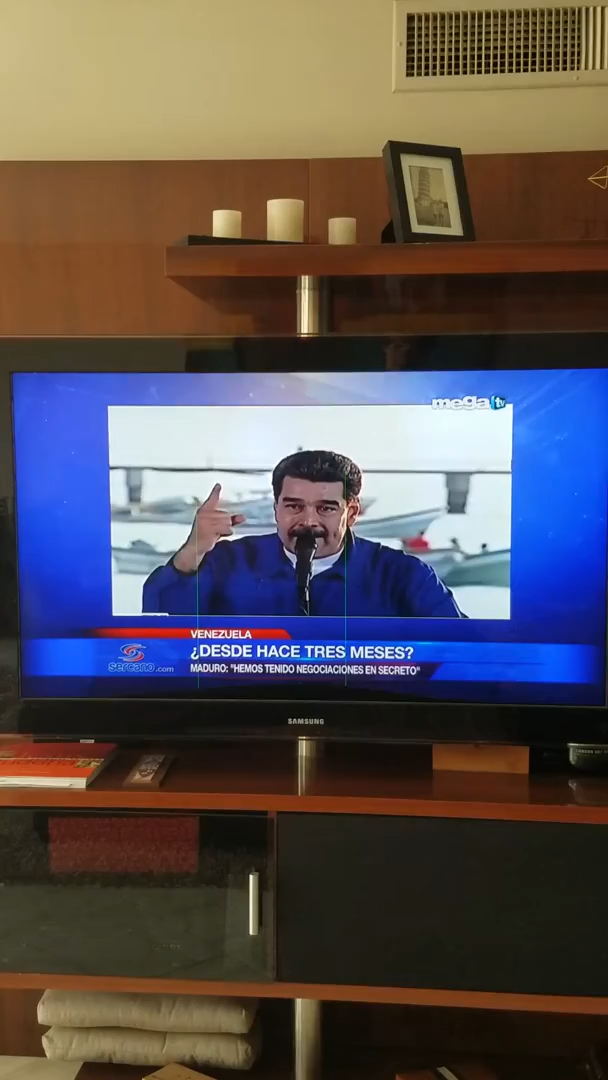 mega tv
VENEZUELA
¿DESDE HACE TRES MESES?
sercano.com
MADURO: "HEMOS TENIDO NEGOCIACIONES EN SECRETO"
SAMSUNG